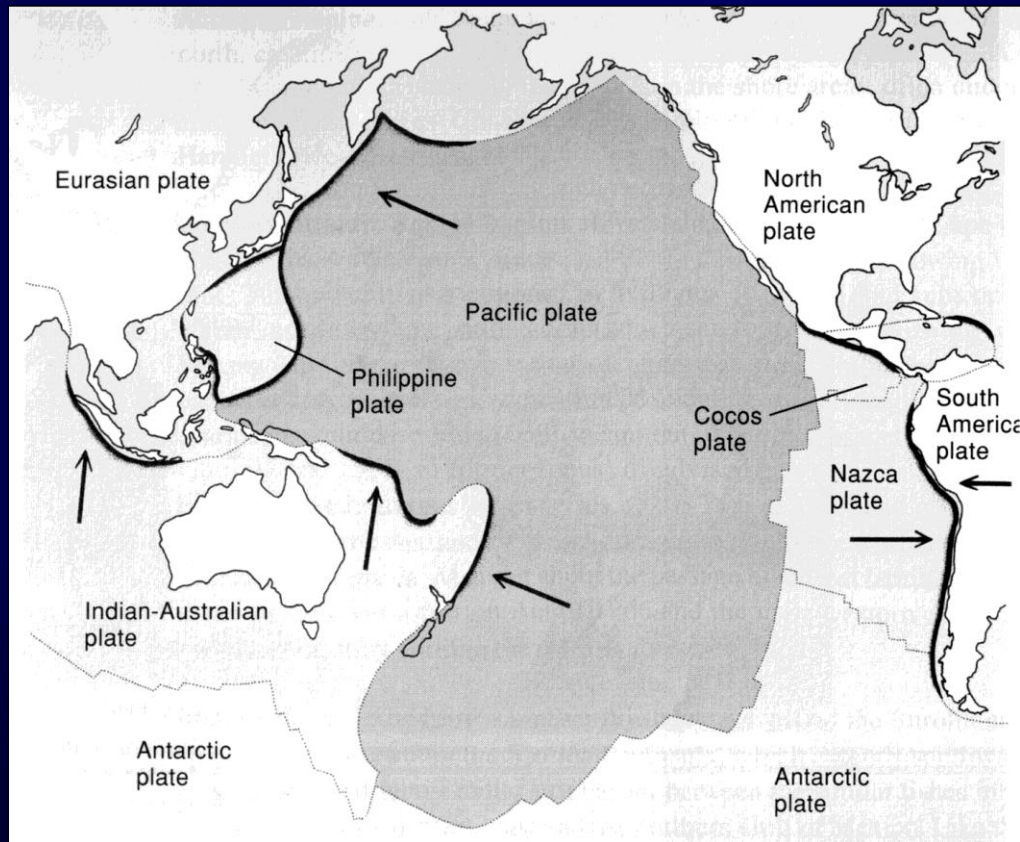 Eurasian plate
North
American
plate
Pacific plate
Philippine
plate
Cocos
plate
South
America
plate
Nazca
plate
Indian-Australian
plate
Antarctic
plate
Antarctic
plate